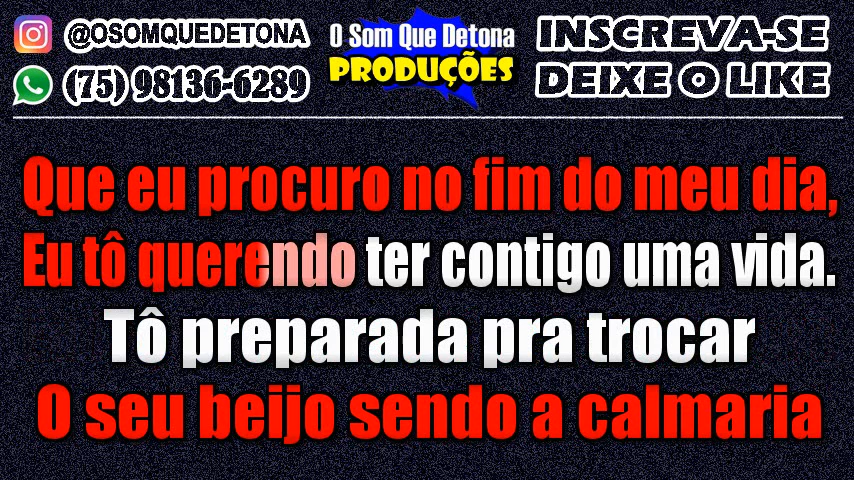 @OSOMQUEDETONA
(75) 98136-6289
O Som Que Detona
PRODUÇÕES
INSCREVA-SE
DEIXE O LIKE
Que eu procuro no fim do meu dia,
Eu tô querendo ter contigo uma vida.
Tô preparada pra trocar
O seu beijo sendo a calmaria